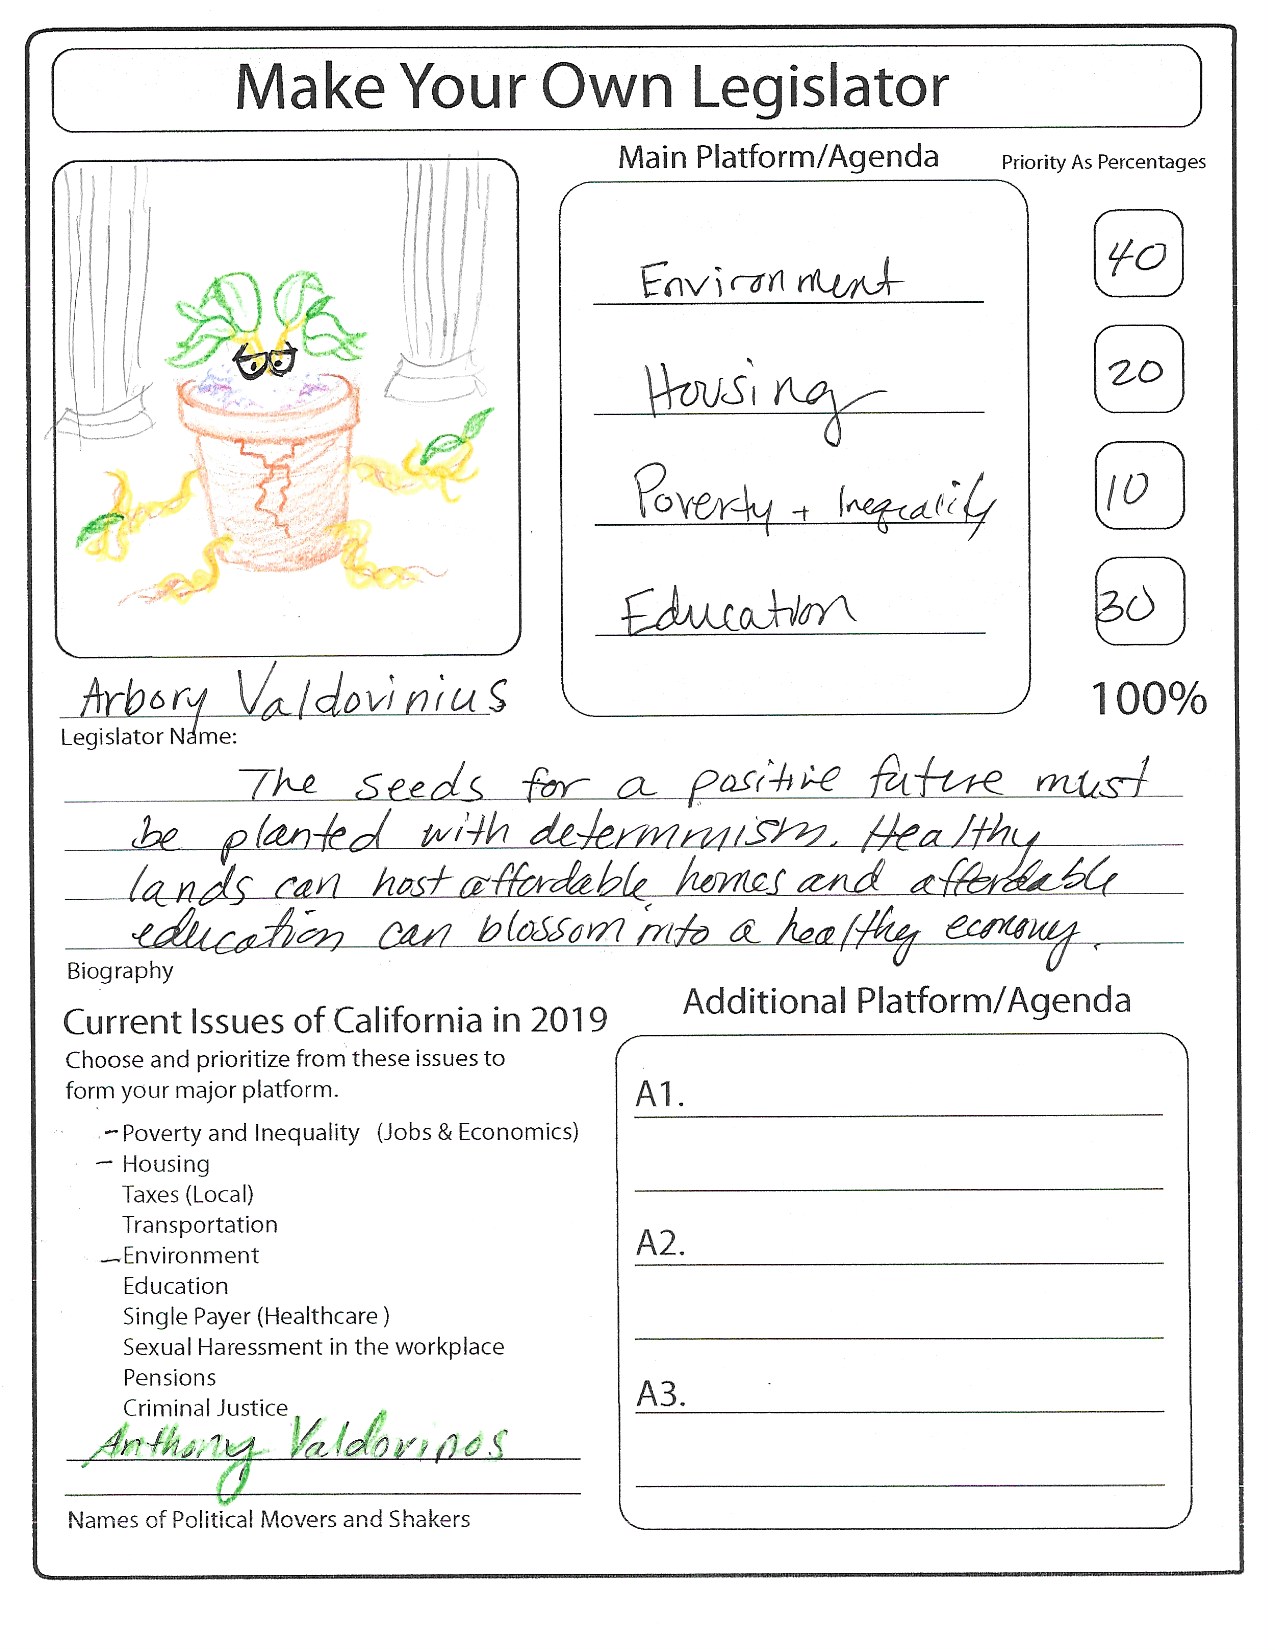 Make Your Own Legislator
Main Platform/Agenda
Priority As Percentages
Environment
40
Housing
20
Poverty + Inequality
10
Education
30
100%
Arbory Valdovinius
Legislator Name:
The seeds for a positive future must
be planted with determinism. Healthy
lands can host affordable homes and affordable
education can blossom into a healthy economy.
Biography
Current Issues of California in 2019
Choose and prioritize from these issues to
form your major platform.
- Poverty and Inequality (Jobs & Economics)
- Housing
Taxes (Local)
Transportation
- Environment
Education
Single Payer (Healthcare )
Sexual Haressment in the workplace
Pensions
Criminal Justice
Anthony Valdovinos
Names of Political Movers and Shakers
Additional Platform/Agenda
A1.
A2.
A3.